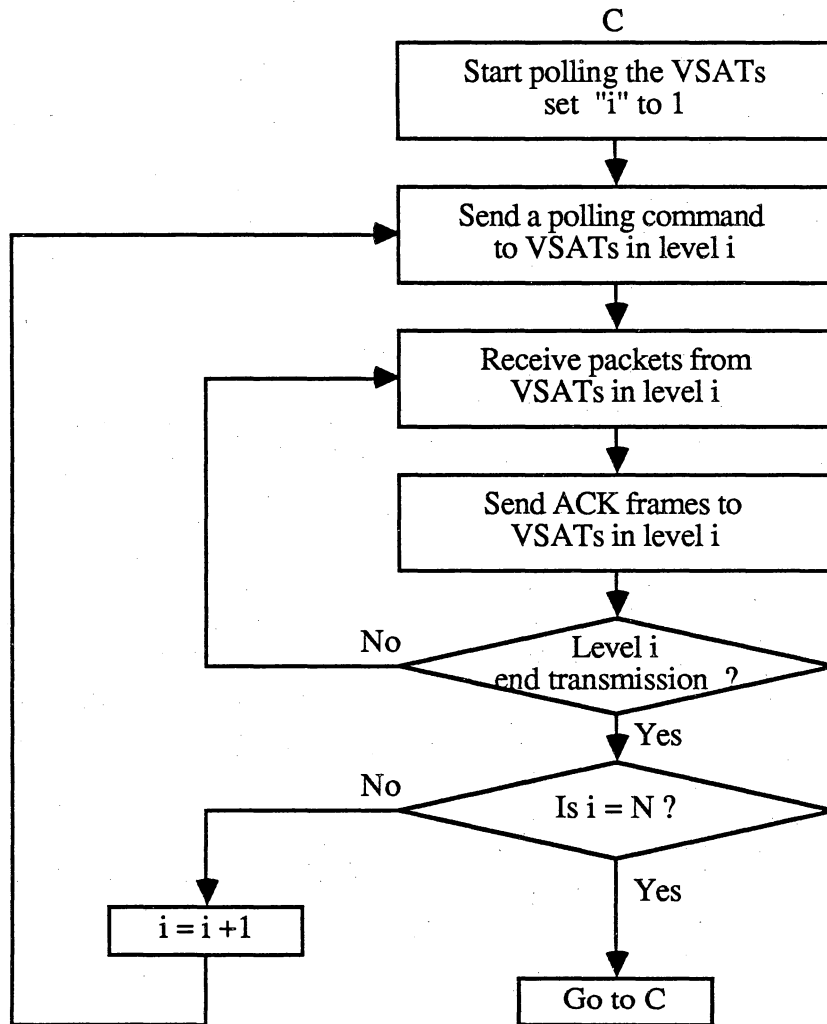 C
Start polling the VSATs
set "i" to 1
Send a polling command
to VSATs in level i
Receive packets from
VSATs in level i
Send ACK frames to
VSATs in level i
No
Level i
end transmission ?
Yes
No
Is i = N ?
Yes
i = i +1
Go to C